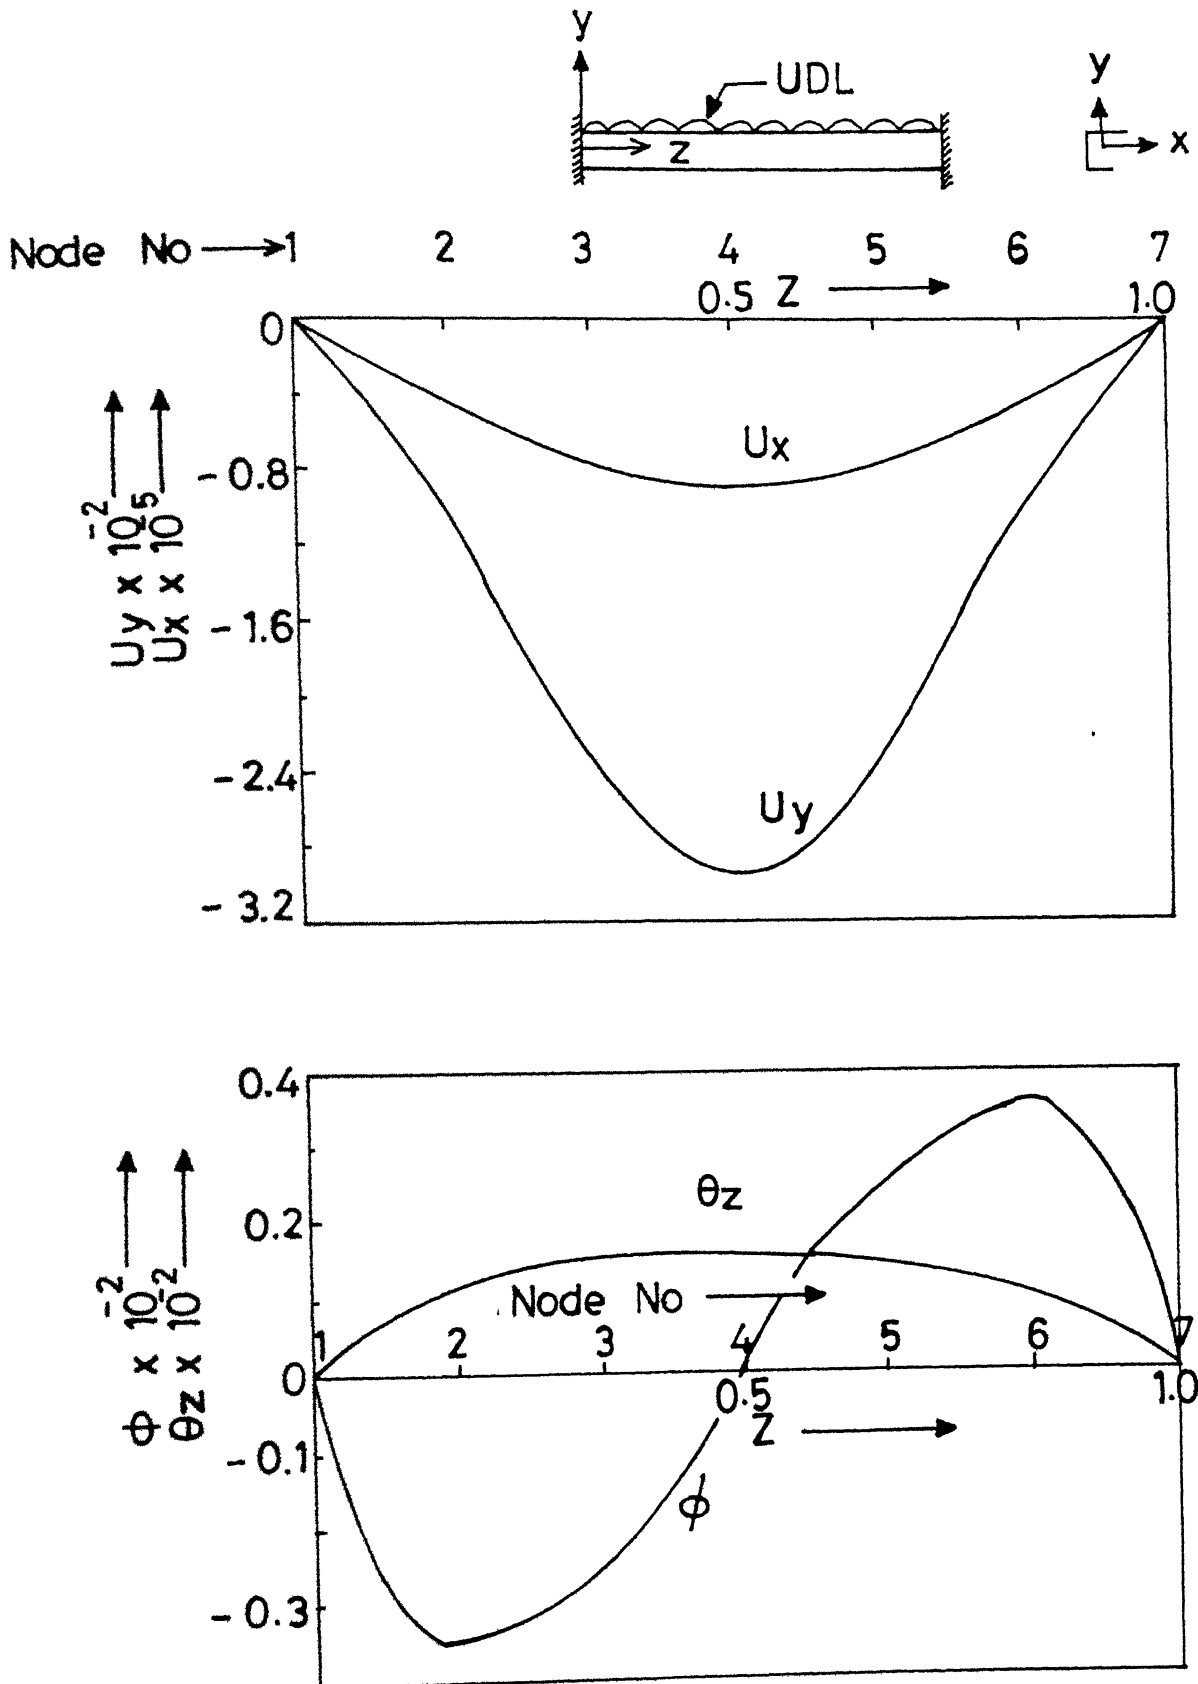 y
UDL
y
z
x
Node No 1 2 3 4 5 6 7
0.5 Z 1.0
0
Ux
-0.8
Uy x 10-2
Ux x 10-5
-1.6
-2.4
Uy
-3.2
0.4
θz
0.2
Node No
1 2 3 4 5 6 7
0
0.5 1.0
Z
ϕ x 10-2
θz x 10-2
-0.1
ϕ
-0.3